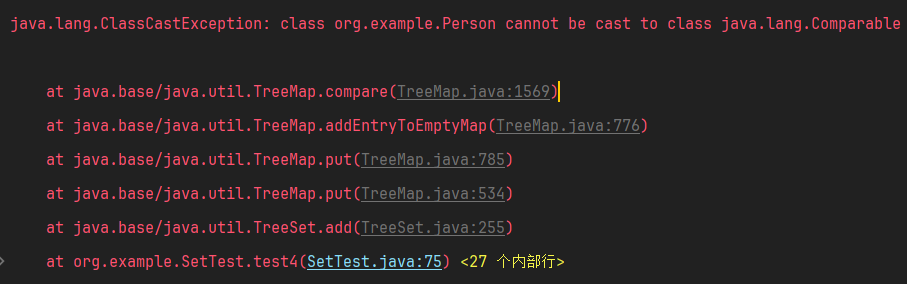 java.lang.ClassCastException: class org.example.Person cannot be cast to class java.lang.Comparable
at java.base/java.util.TreeMap.compare(TreeMap.java:1569)
at java.base/java.util.TreeMap.addEntryToEmptyMap(TreeMap.java:776)
at java.base/java.util.TreeMap.put(TreeMap.java:785)
at java.base/java.util.TreeMap.put(TreeMap.java:534)
at java.base/java.util.TreeSet.add(TreeSet.java:255)
at org.example.SetTest.test4(SetTest.java:75) <27 个内部行>